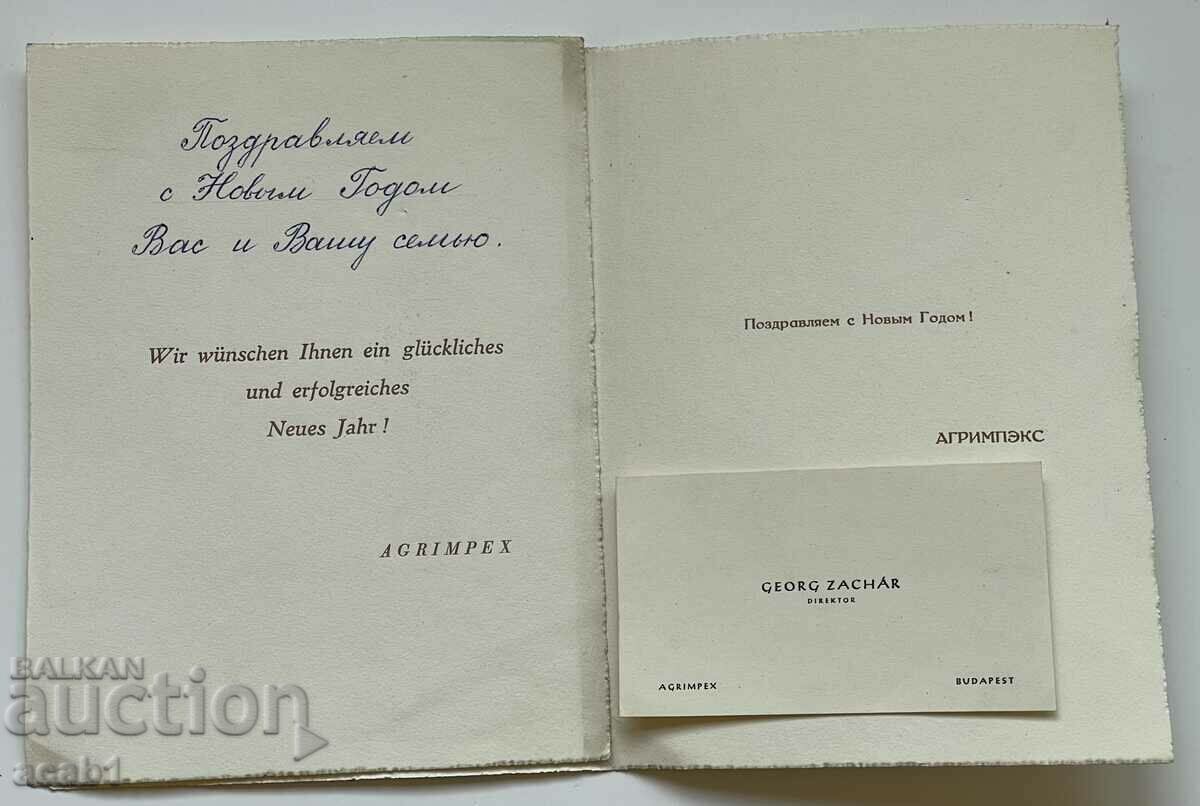 Поздравляем
с Новым Годом
Вас и Вашу семью.
Wir wünschen Ihnen ein glückliches
und erfolgreiches
Neues Jahr !
AGRIMPEX
Поздравляем с Новым Годом !
АГРИМПЭКС
GEORG ZACHÁR
DIREKTOR
AGRIMPEX
BUDAPEST
BALKAN
auction
acab1